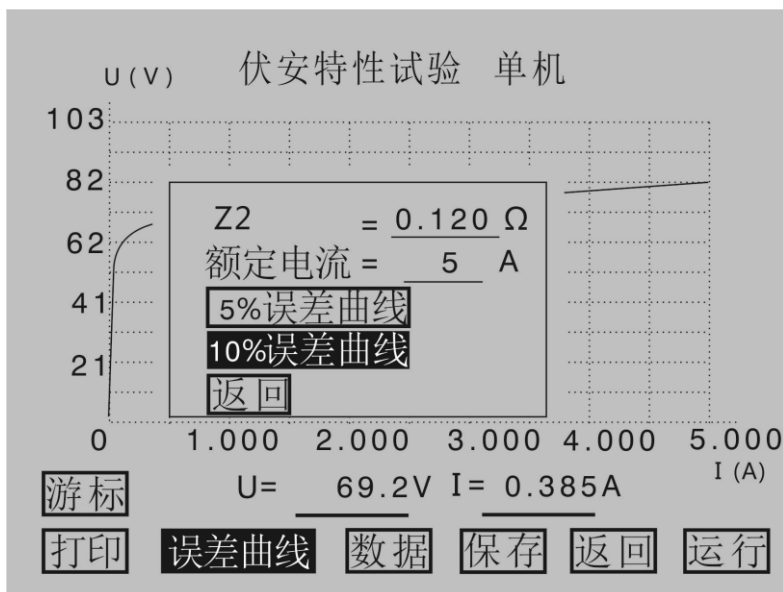 伏安特性试验 单机
U(V)
103
82
62
41
21
Z2 = 0.120 Ω
额定电流 = 5 A
5%误差曲线
10%误差曲线
返回
0 1.000 2.000 3.000 4.000 5.000
I (A)
游标 U= 69.2V I= 0.385A
打印 误差曲线 数据 保存 返回 运行